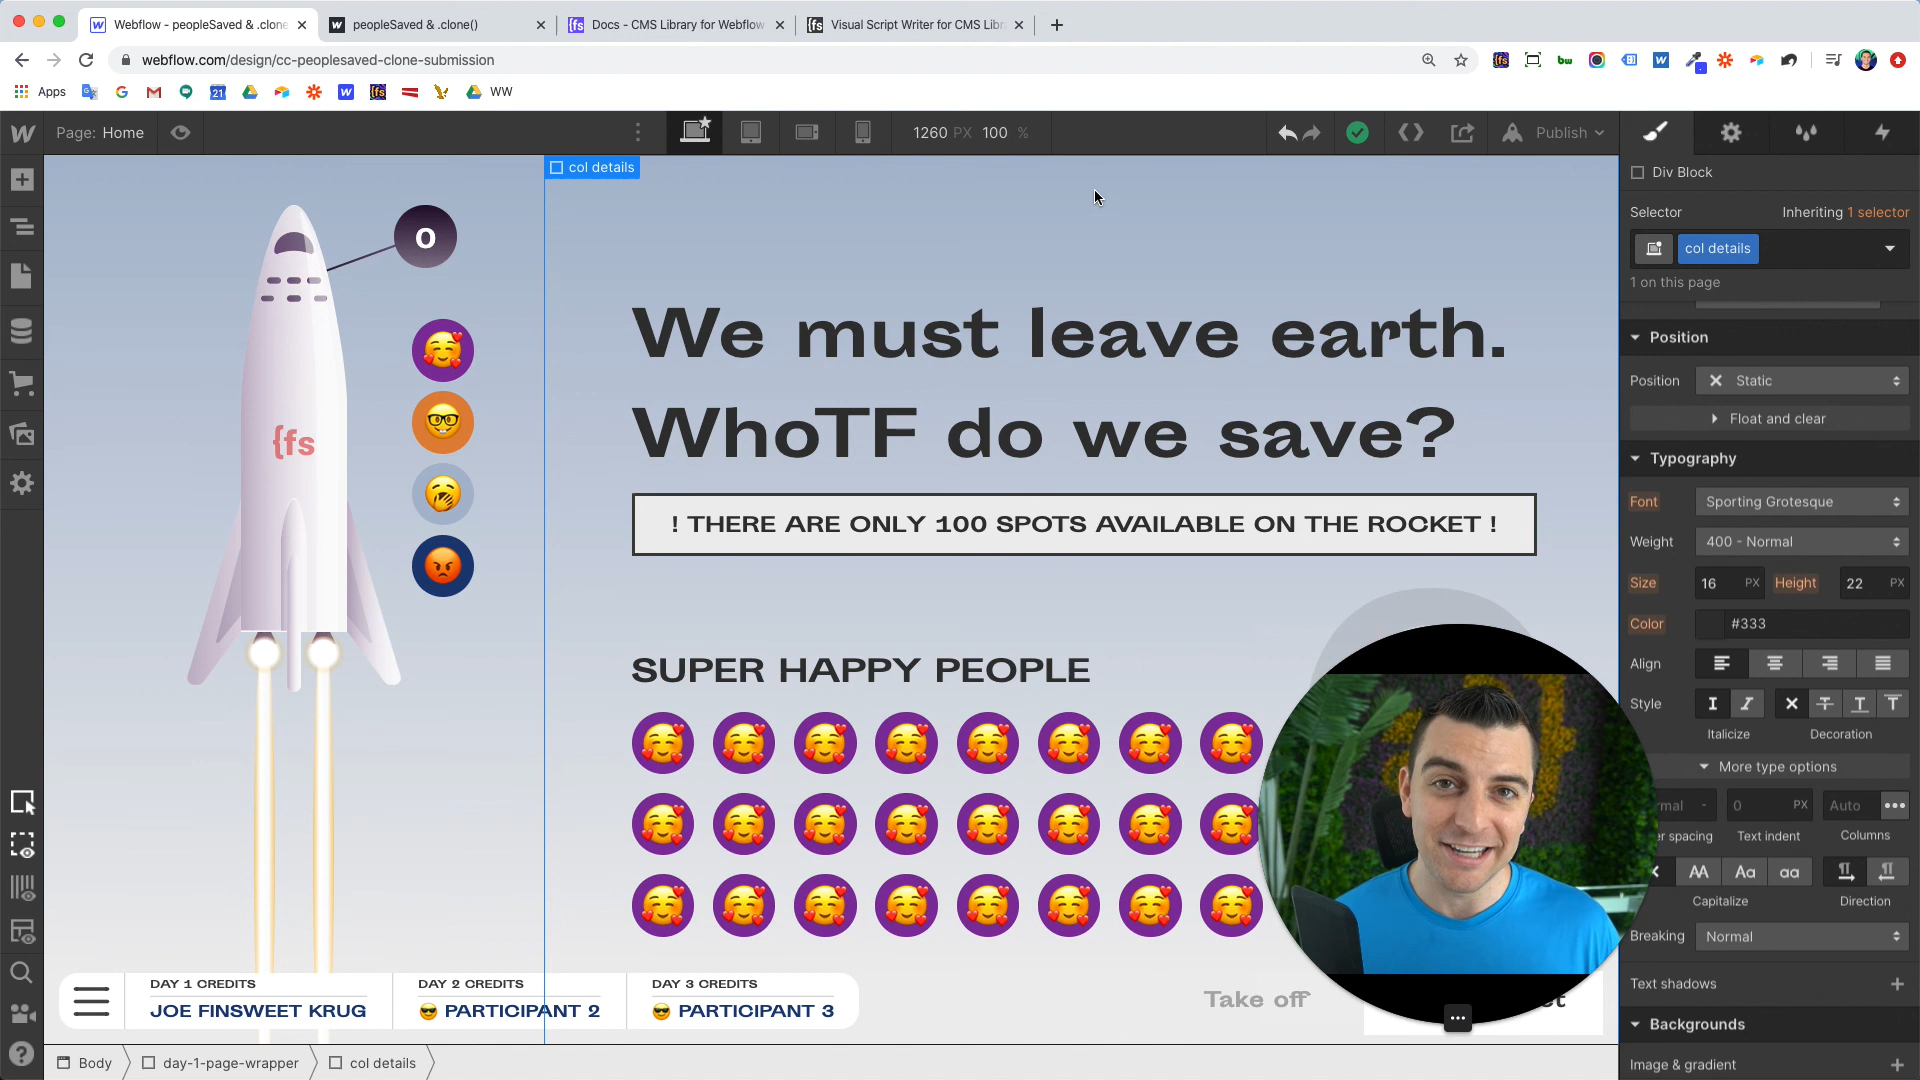 Webflow - peopleSaved & .clone
peopleSaved & .clone()
Docs - CMS Library for Webflow
Visual Script Writer for CMS Libr
webflow.com/design/cc-peoplesaved-clone-submission
Apps
WW
Page: Home
1260 PX 100 %
Publish
col details
Div Block
Selector
Inheriting 1 selector
col details
1 on this page
Position
Position
Static
Float and clear
Typography
Font
Sporting Grotesque
Weight
400 - Normal
Size
16 PX
Height
22 PX
Color
#333
Align
Style
Italicize
Decoration
More type options
0 PX
Auto
Text indent
Columns
AA
Aa
aa
Capitalize
Direction
Breaking
Normal
Text shadows
Backgrounds
Image & gradient
0
{fs
We must leave earth.
WhoTF do we save?
! THERE ARE ONLY 100 SPOTS AVAILABLE ON THE ROCKET !
SUPER HAPPY PEOPLE
DAY 1 CREDITS
JOE FINSWEET KRUG
DAY 2 CREDITS
PARTICIPANT 2
DAY 3 CREDITS
PARTICIPANT 3
Take off
Body
day-1-page-wrapper
col details